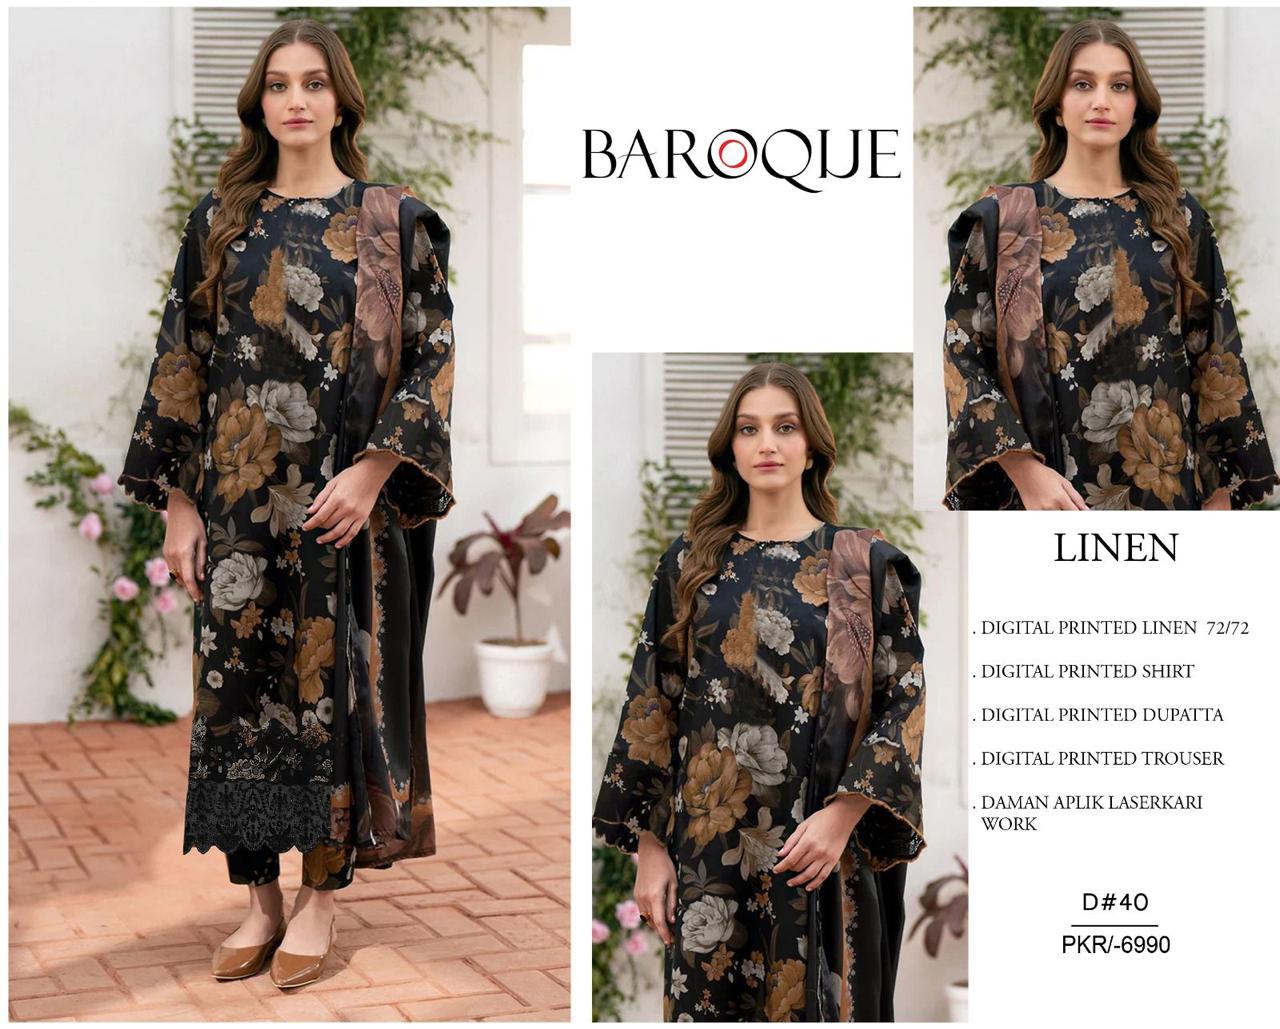 BAROQUE
LINEN
. DIGITAL PRINTED LINEN 72/72
. DIGITAL PRINTED SHIRT
. DIGITAL PRINTED DUPATTA
. DIGITAL PRINTED TROUSER
. DAMAN APLIK LASERKARI
WORK
D#40
PKR/-6990